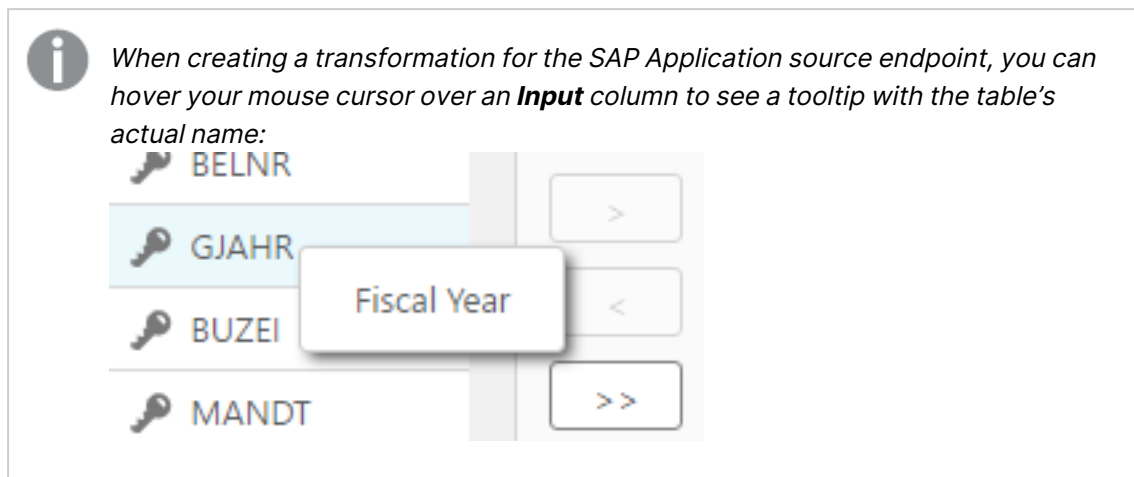 When creating a transformation for the SAP Application source endpoint, you can
hover your mouse cursor over an Input column to see a tooltip with the table’s
actual name:
BELNR
>
GJAHR
Fiscal Year
<
BUZEI
>>
MANDT